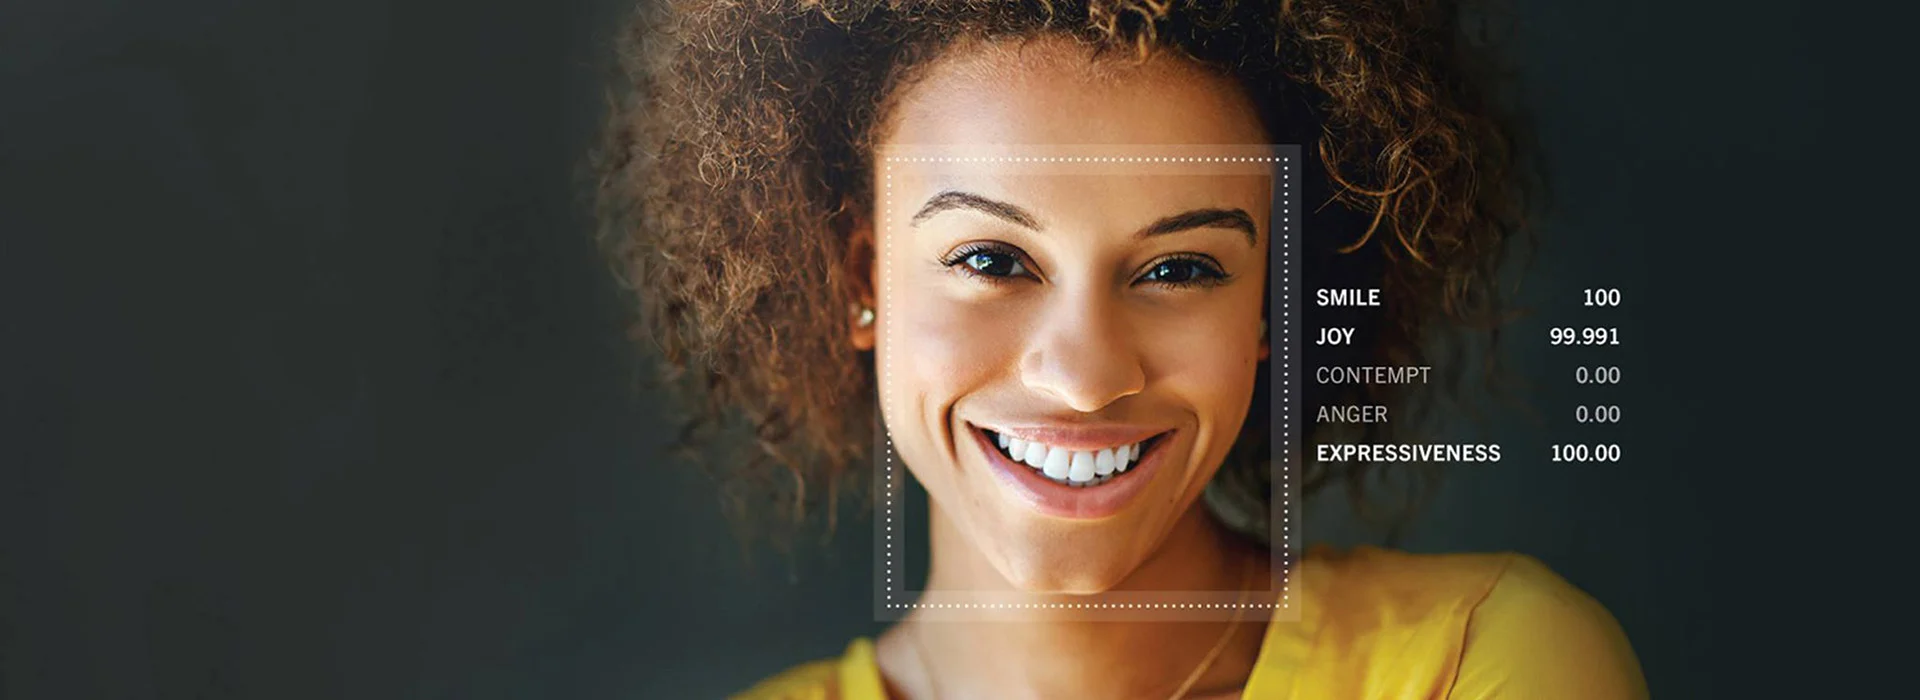 SMILE 100
JOY 99.991
CONTEMPT 0.00
ANGER 0.00
EXPRESSIVENESS 100.00